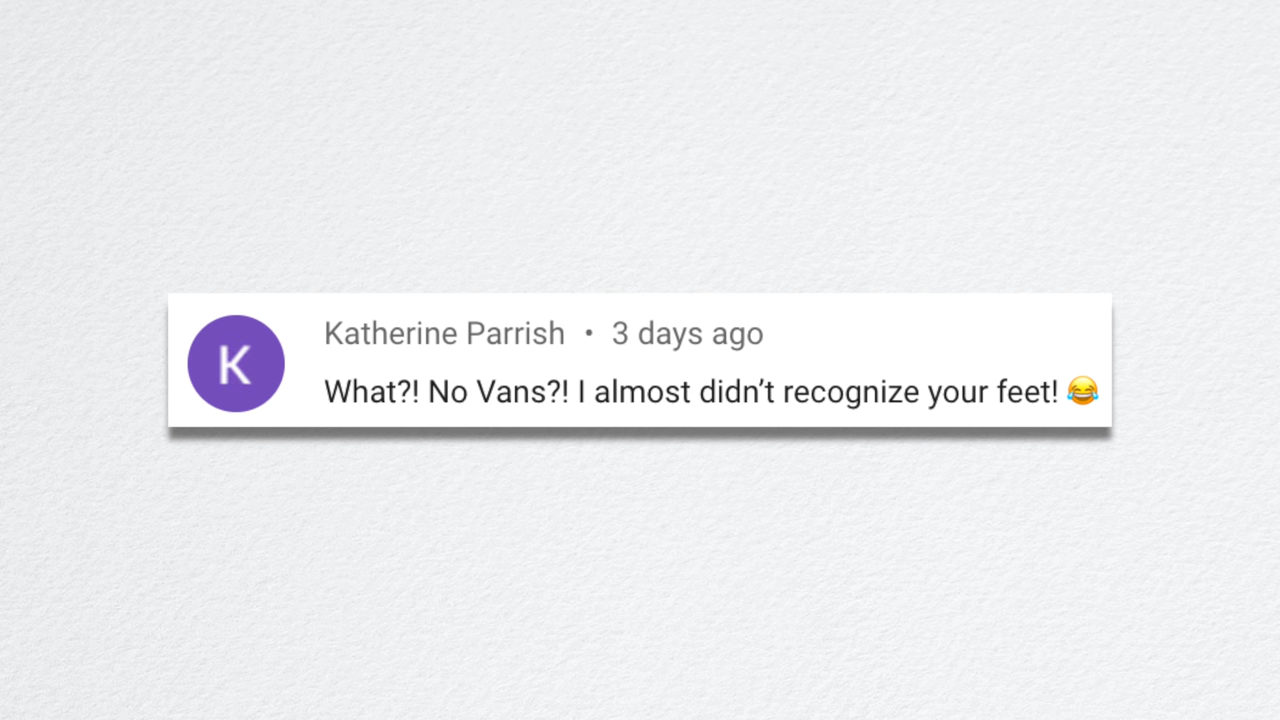 K
Katherine Parrish • 3 days ago
What?! No Vans?! I almost didn’t recognize your feet! 😂